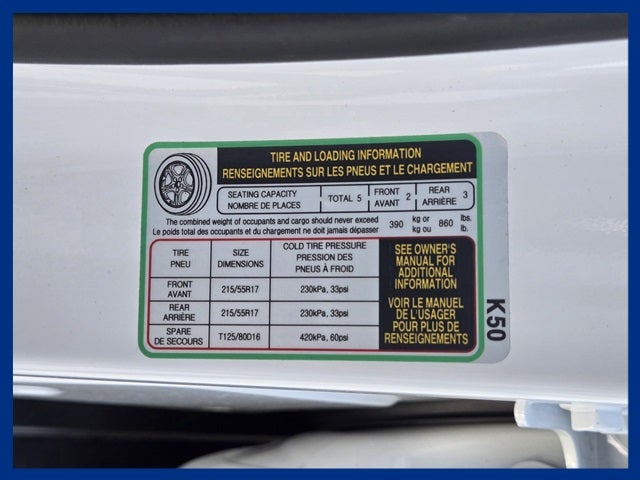 TIRE AND LOADING INFORMATION
RENSEIGNEMENTS SUR LES PNEUS ET LE CHARGEMENT
SEATING CAPACITY
NOMBRE DE PLACES
TOTAL 5
FRONT
AVANT 2
REAR
ARRIÈRE 3
The combined weight of occupants and cargo should never exceed
Le poids total des occupants et du chargement ne doit jamais dépasser
390 kg or
kg ou
860 lbs.
lb.
TIRE
PNEU
SIZE
DIMENSIONS
COLD TIRE PRESSURE
PRESSION DES
PNEUS À FROID
FRONT
AVANT
215/55R17
230kPa, 33psi
REAR
ARRIÈRE
215/55R17
230kPa, 33psi
SPARE
DE SECOURS
T125/80D16
420kPa, 60psi
SEE OWNER'S
MANUAL FOR
ADDITIONAL
INFORMATION
VOIR LE MANUEL
DE L'USAGER
POUR PLUS DE
RENSEIGNEMENTS
K50